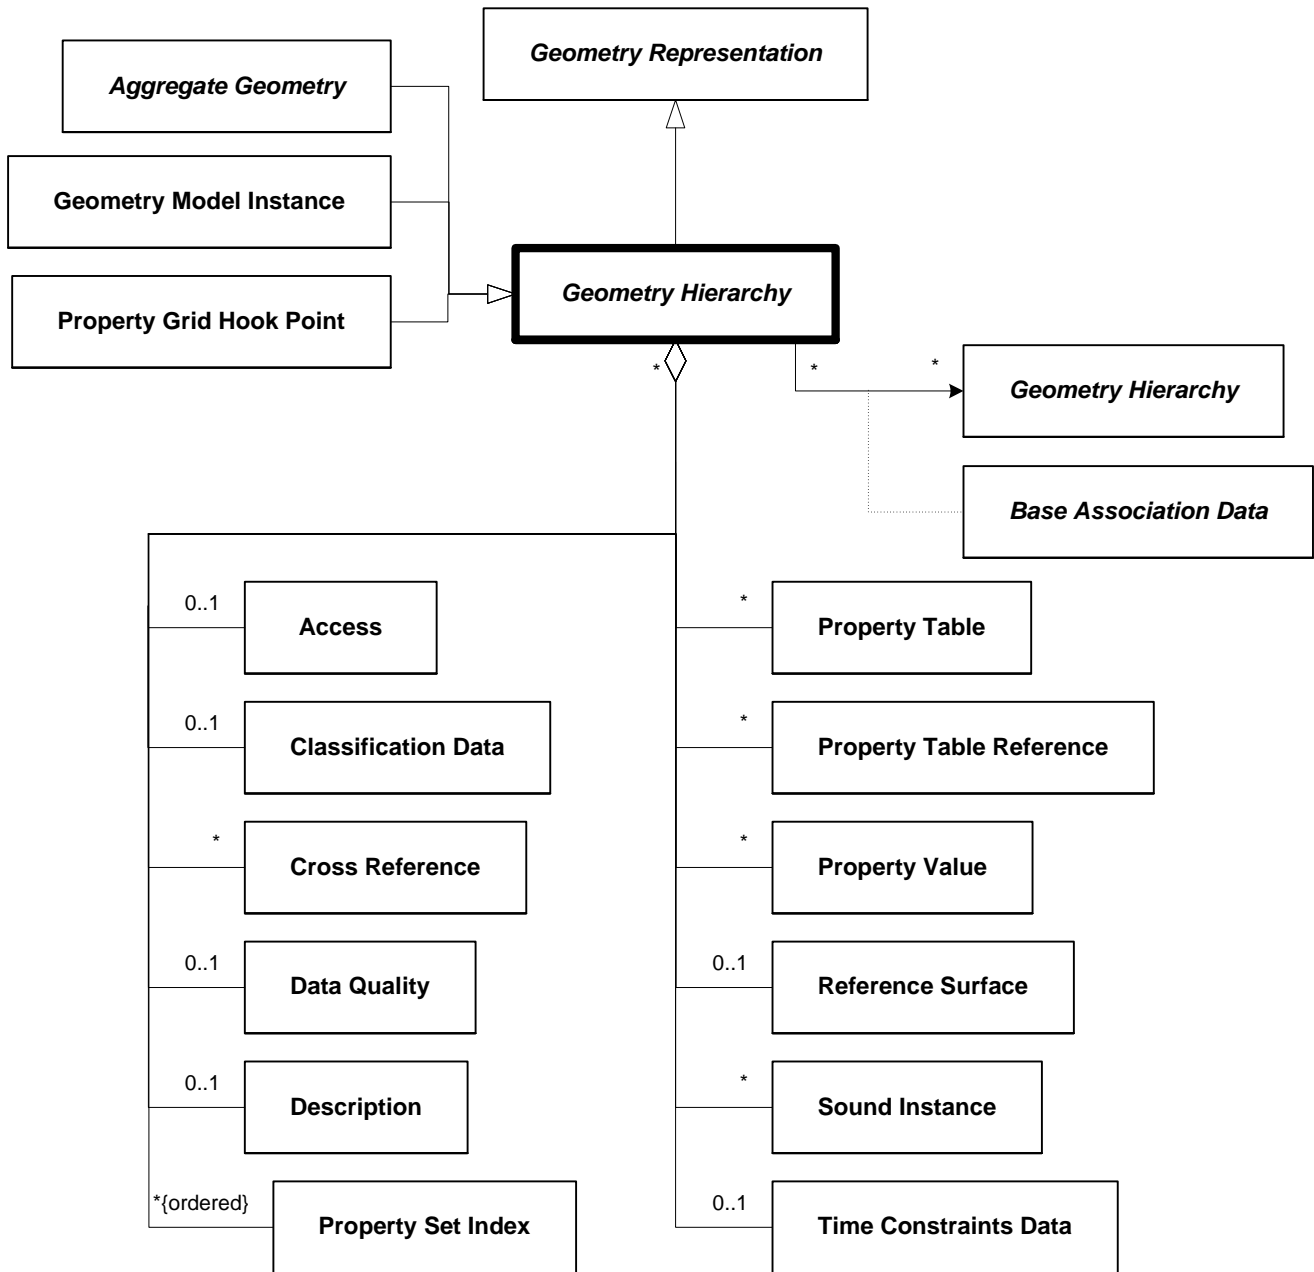 Geometry Representation
Aggregate Geometry
Geometry Model Instance
Geometry Hierarchy
Property Grid Hook Point
* * *
Geometry Hierarchy
Base Association Data
0..1 Access
* Property Table
0..1 Classification Data
* Property Table Reference
* Cross Reference
* Property Value
0..1 Data Quality
0..1 Reference Surface
0..1 Description
* Sound Instance
*{ordered} Property Set Index
0..1 Time Constraints Data